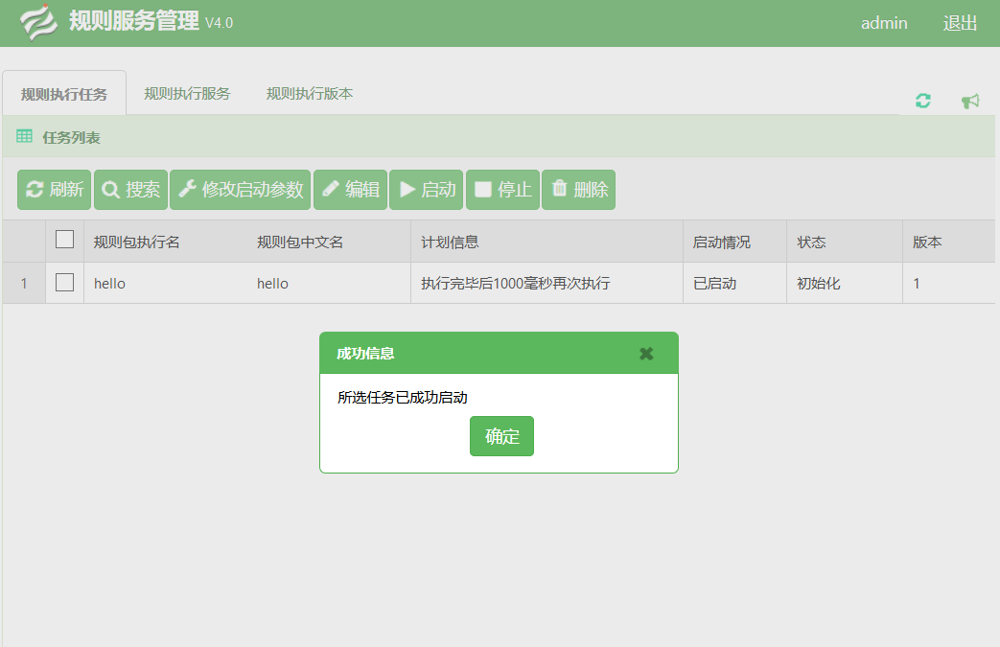 规则服务管理 V4.0 admin 退出
规则执行任务 规则执行服务 规则执行版本
任务列表
刷新 搜索 修改启动参数 编辑 启动 停止 删除
规则包执行名 规则包中文名 计划信息 启动情况 状态 版本
1 hello hello 执行完毕后1000毫秒再次执行 已启动 初始化 1
成功信息
所选任务已成功启动
确定